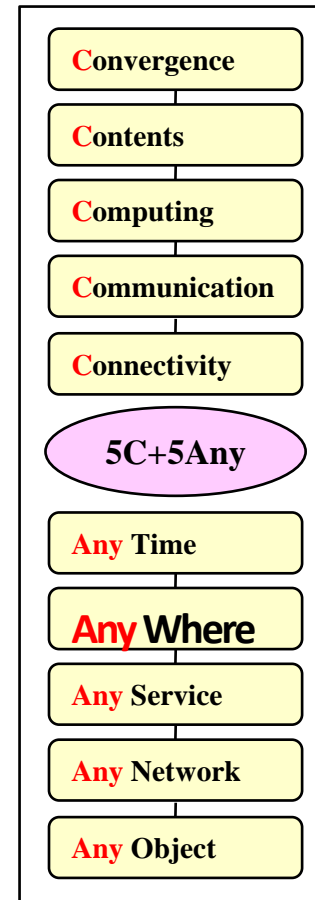 Convergence
Contents
Computing
Communication
Connectivity
5C+5Any
Any Time
Any Where
Any Service
Any Network
Any Object